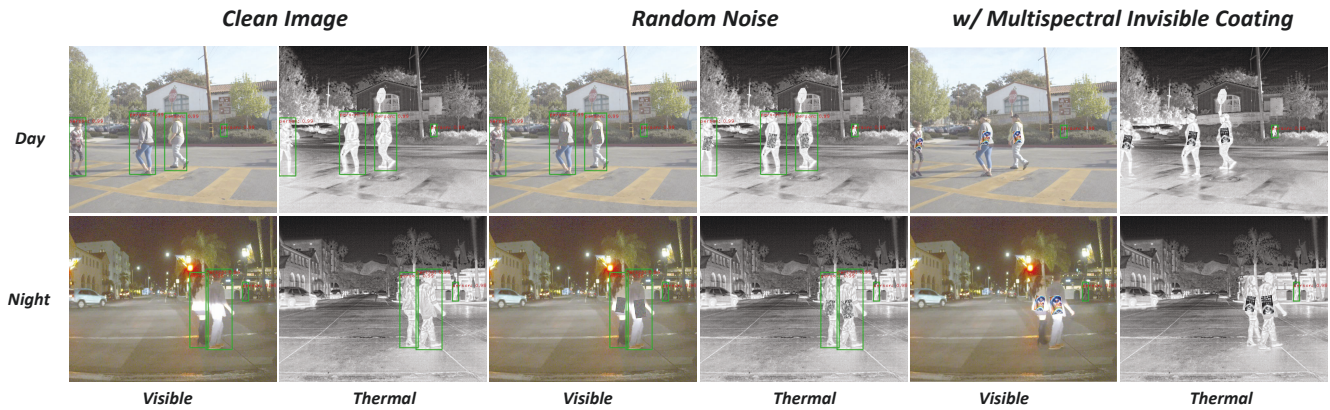 Clean Image
Random Noise
w/ Multispectral Invisible Coating
Day
Night
Visible
Thermal
Visible
Thermal
Visible
Thermal